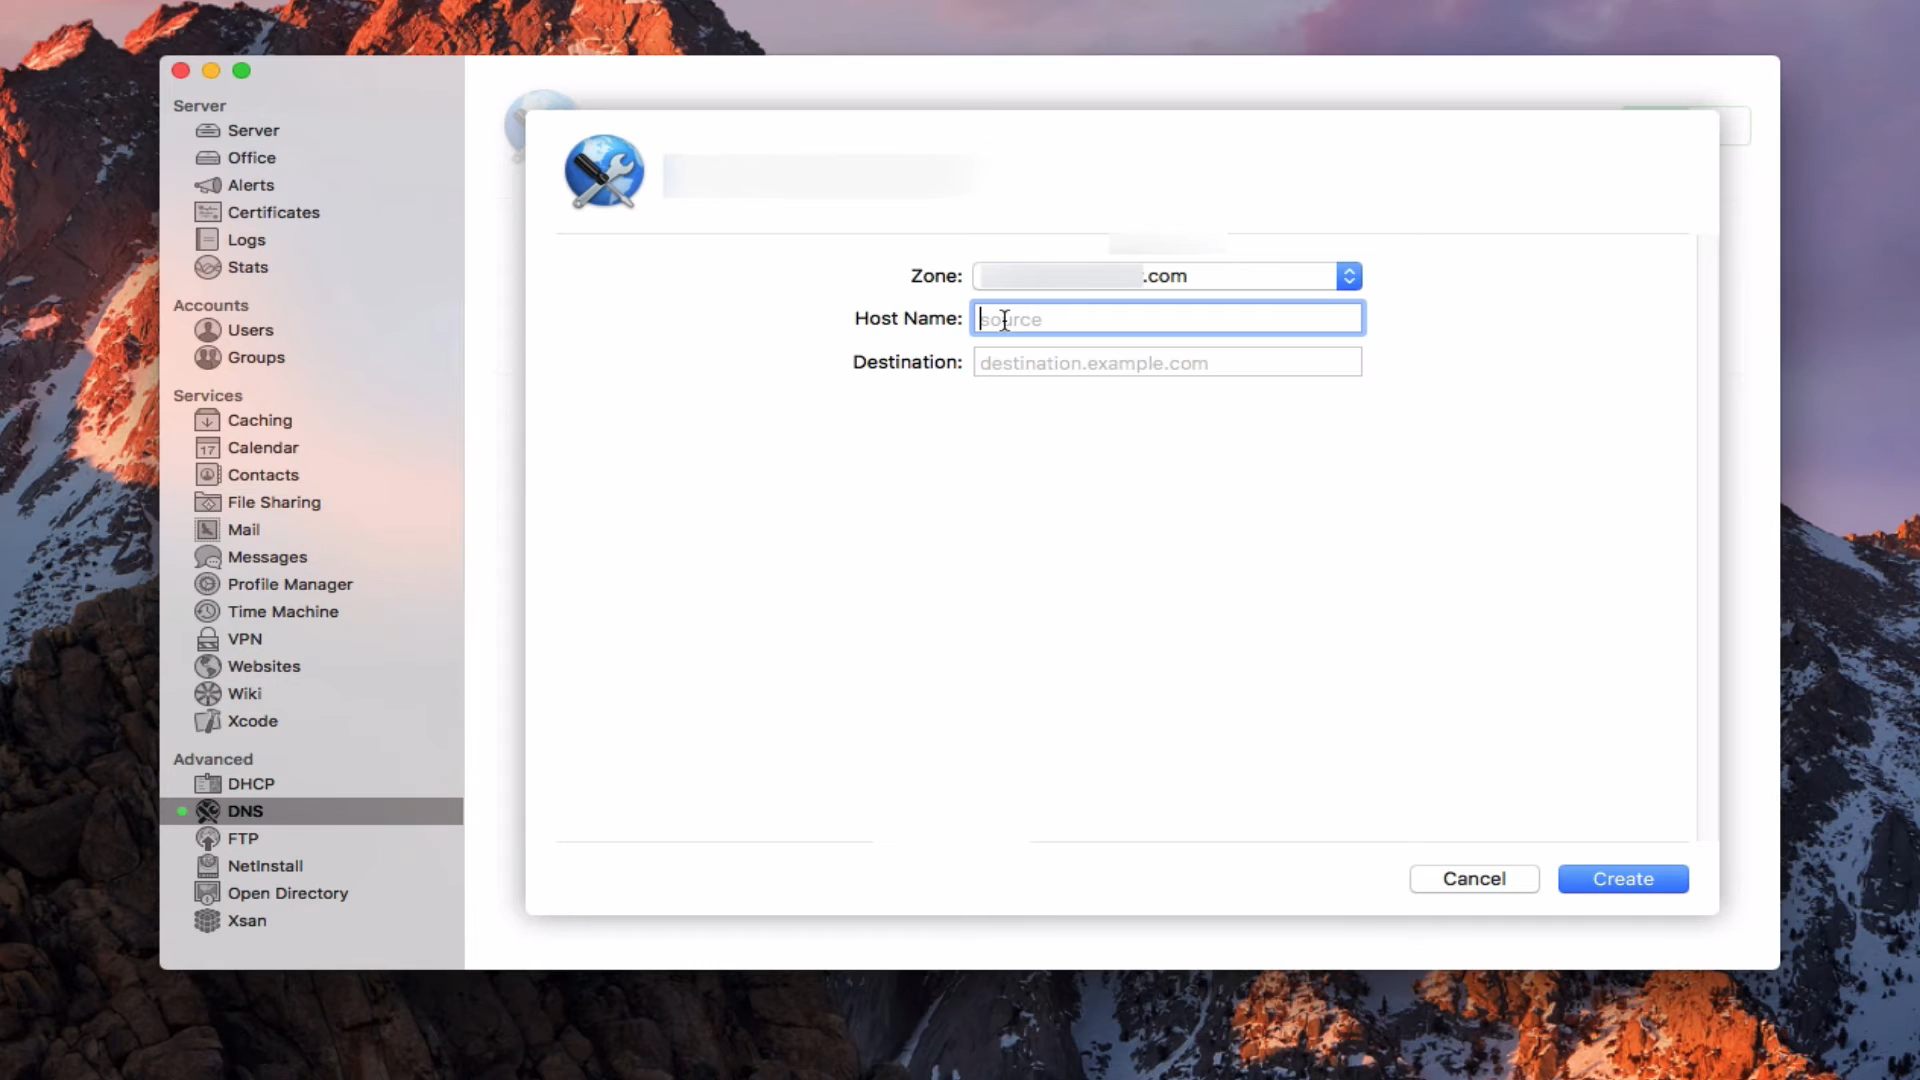 Server
Server
Office
Alerts
Certificates
Logs
Stats
Accounts
Users
Groups
Services
Caching
17
Calendar
Contacts
File Sharing
Mail
Messages
Profile Manager
Time Machine
VPN
Websites
Wiki
Xcode
Advanced
DHCP
DNS
FTP
NetInstall
Open Directory
Xsan
Zone: .com
Host Name: source
Destination: destination.example.com
Cancel
Create